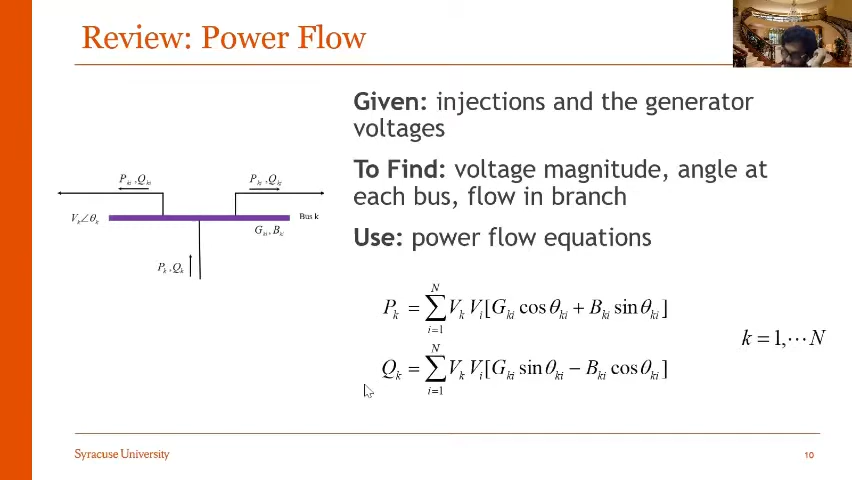 Review: Power Flow
Given: injections and the generator
voltages
To Find: voltage magnitude, angle at
each bus, flow in branch
Use: power flow equations
P_ki , Q_ki
P_ki , Q_ki
V_k∠θ_k
Bus k
G_ki , B_ki
P_k , Q_k
P_k = ∑_{i=1}^{N} V_k V_i [G_ki cos θ_ki + B_ki sin θ_ki]
k = 1,⋯N
Q_k = ∑_{i=1}^{N} V_k V_i [G_ki sin θ_ki − B_ki cos θ_ki]
Syracuse University
10